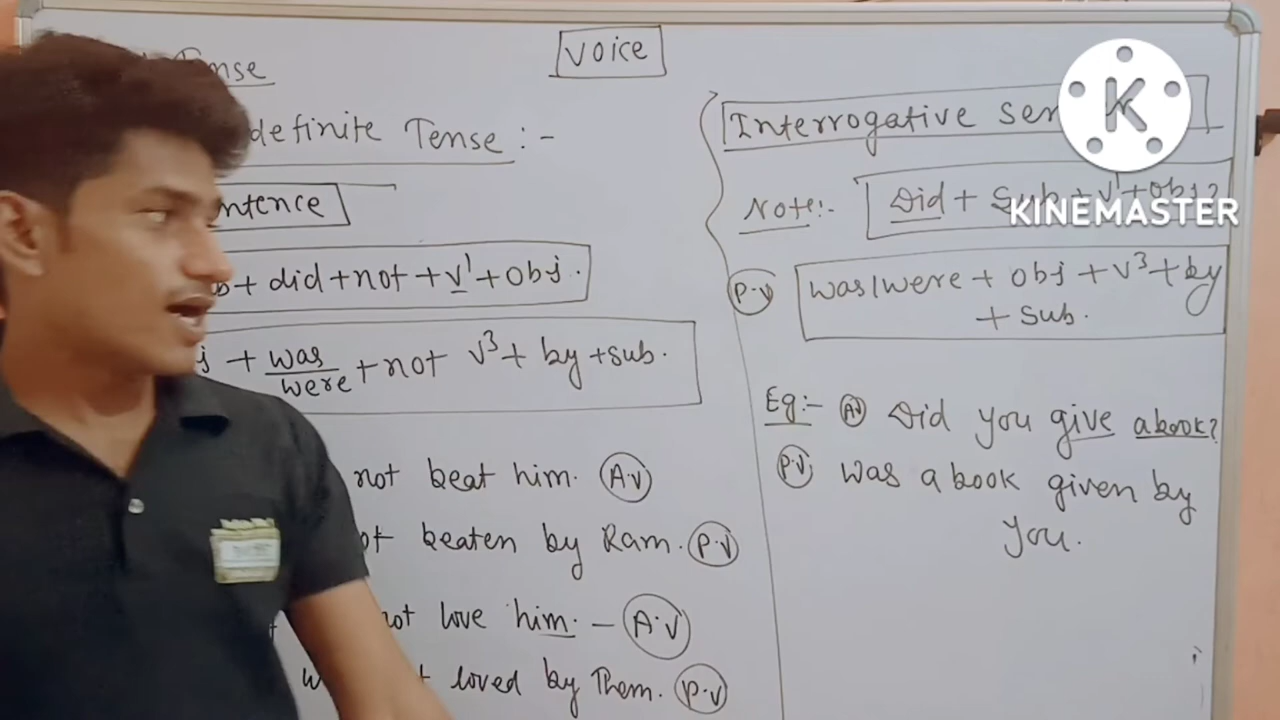 Voice
Tense
definite Tense :-
ntence
+ did + not + V¹ + Obj.
j + was/were + not V³ + by + sub.
not beat him. A.V
ot beaten by Ram. P.V
not love him. - A.V
loved by Them. P.V
Interrogative sen
Note:- Did + Sub + V¹ + Obj?
P.V was/were + obj + V³ + by
+ Sub.
Eg:- A.V Did you give a book?
P.V Was a book given by
You.
K
KINEMASTER